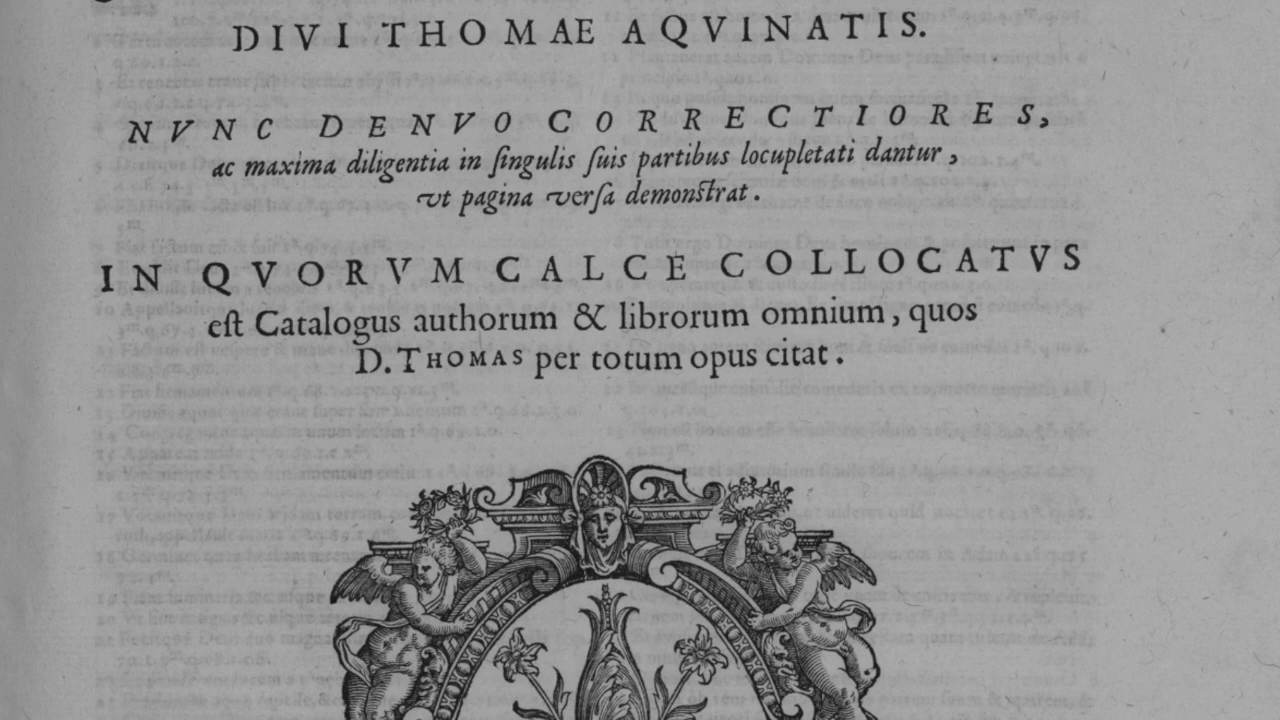 DIVI THOMAE AQVINATIS.
NVNC DENVO CORRECTIORES,
ac maxima diligentia in ſingulis ſuis partibus locupletati dantur,
vt pagina verſa demonſtrat.
IN QVORVM CALCE COLLOCATVS
eſt Catalogus authorum & librorum omnium, quos
D. THOMAS per totum opus citat.